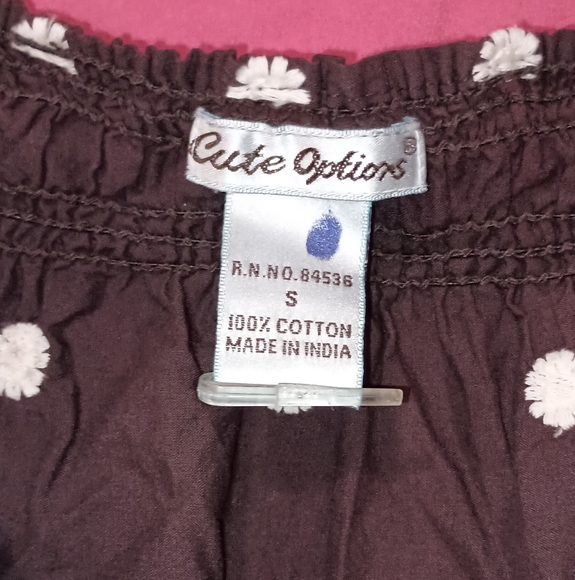 Cute Options®
R.N.NO.84536
S
100% COTTON
MADE IN INDIA